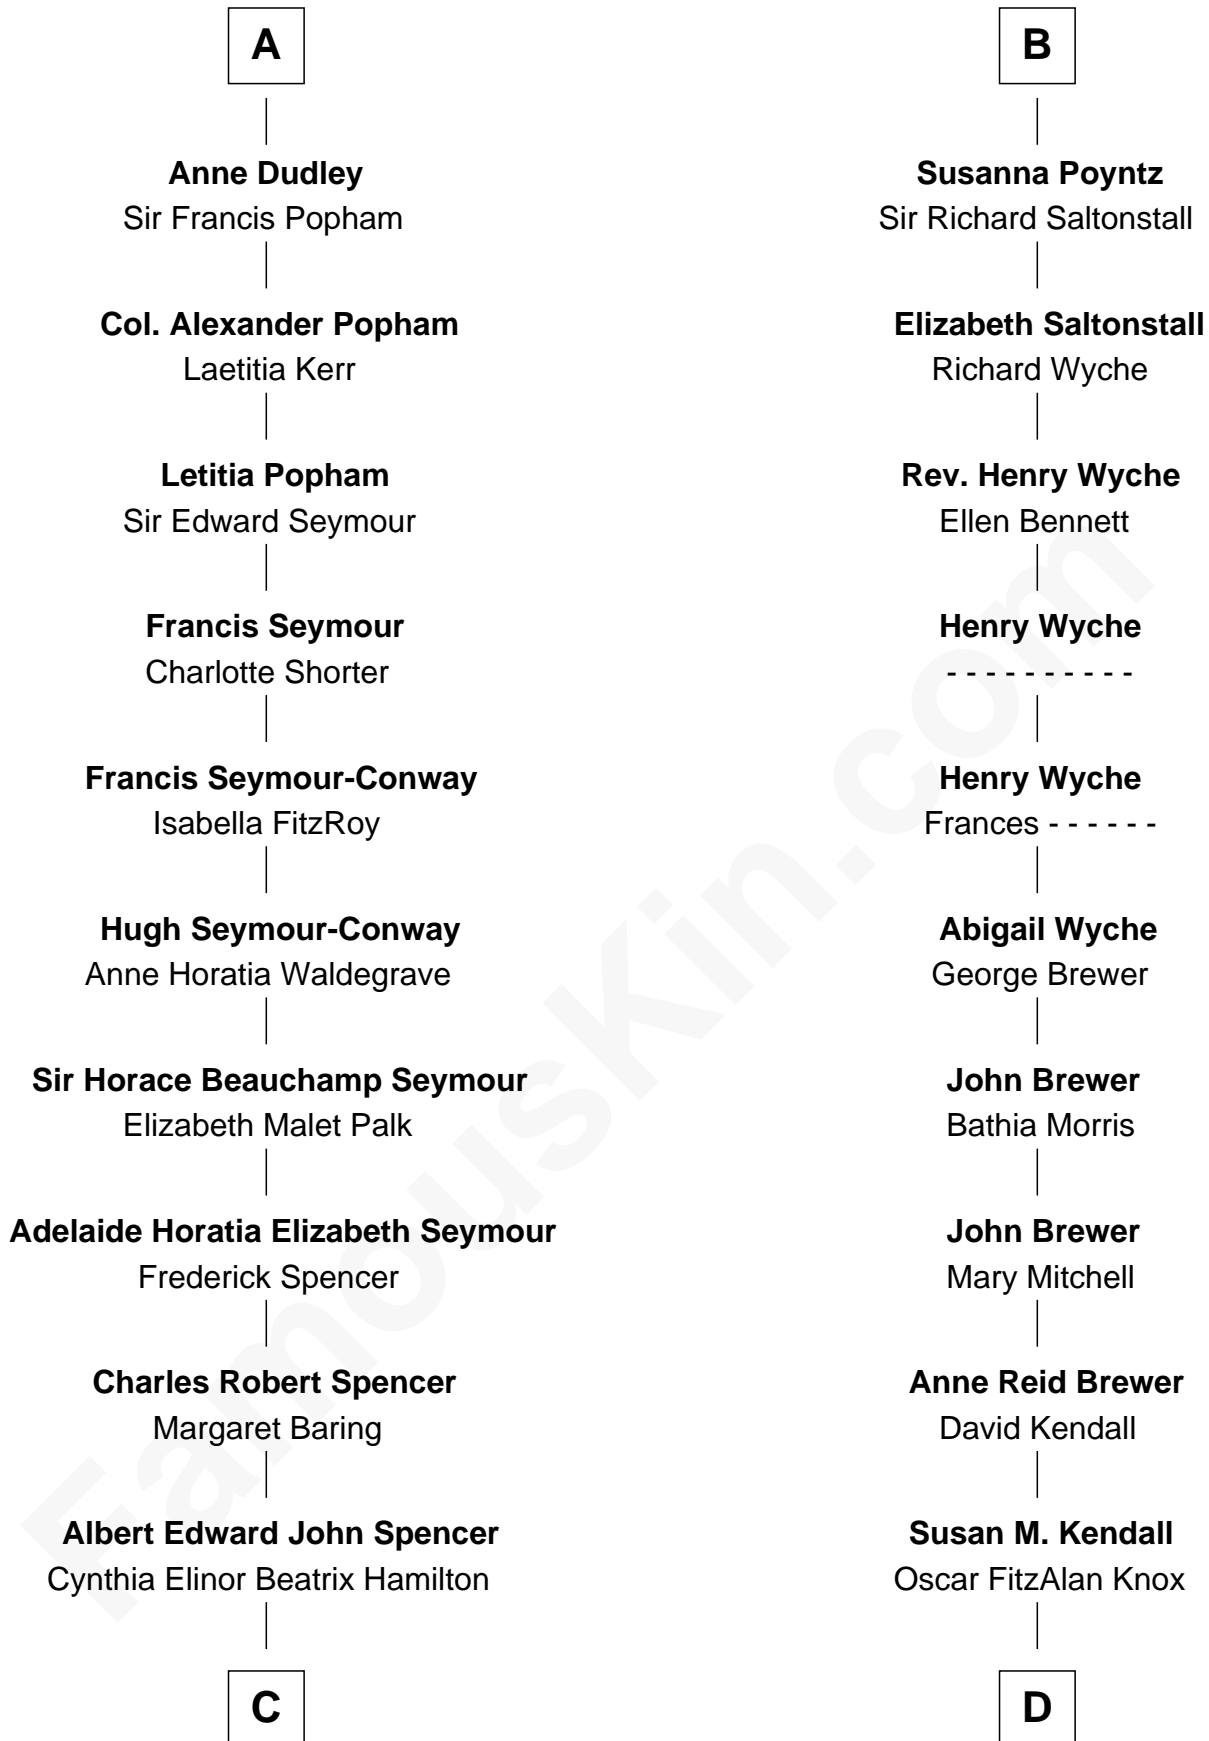 A
Anne Dudley
Sir Francis Popham
Col. Alexander Popham
Laetitia Kerr
Letitia Popham
Sir Edward Seymour
Francis Seymour
Charlotte Shorter
Francis Seymour-Conway
Isabella FitzRoy
Hugh Seymour-Conway
Anne Horatia Waldegrave
Sir Horace Beauchamp Seymour
Elizabeth Malet Palk
Adelaide Horatia Elizabeth Seymour
Frederick Spencer
Charles Robert Spencer
Margaret Baring
Albert Edward John Spencer
Cynthia Elinor Beatrix Hamilton
C
B
Susanna Poyntz
Sir Richard Saltonstall
Elizabeth Saltonstall
Richard Wyche
Rev. Henry Wyche
Ellen Bennett
Henry Wyche
- - - - - - - - - -
Henry Wyche
Frances - - - - - -
Abigail Wyche
George Brewer
John Brewer
Bathia Morris
John Brewer
Mary Mitchell
Anne Reid Brewer
David Kendall
Susan M. Kendall
Oscar FitzAlan Knox
D
FamousKin.com